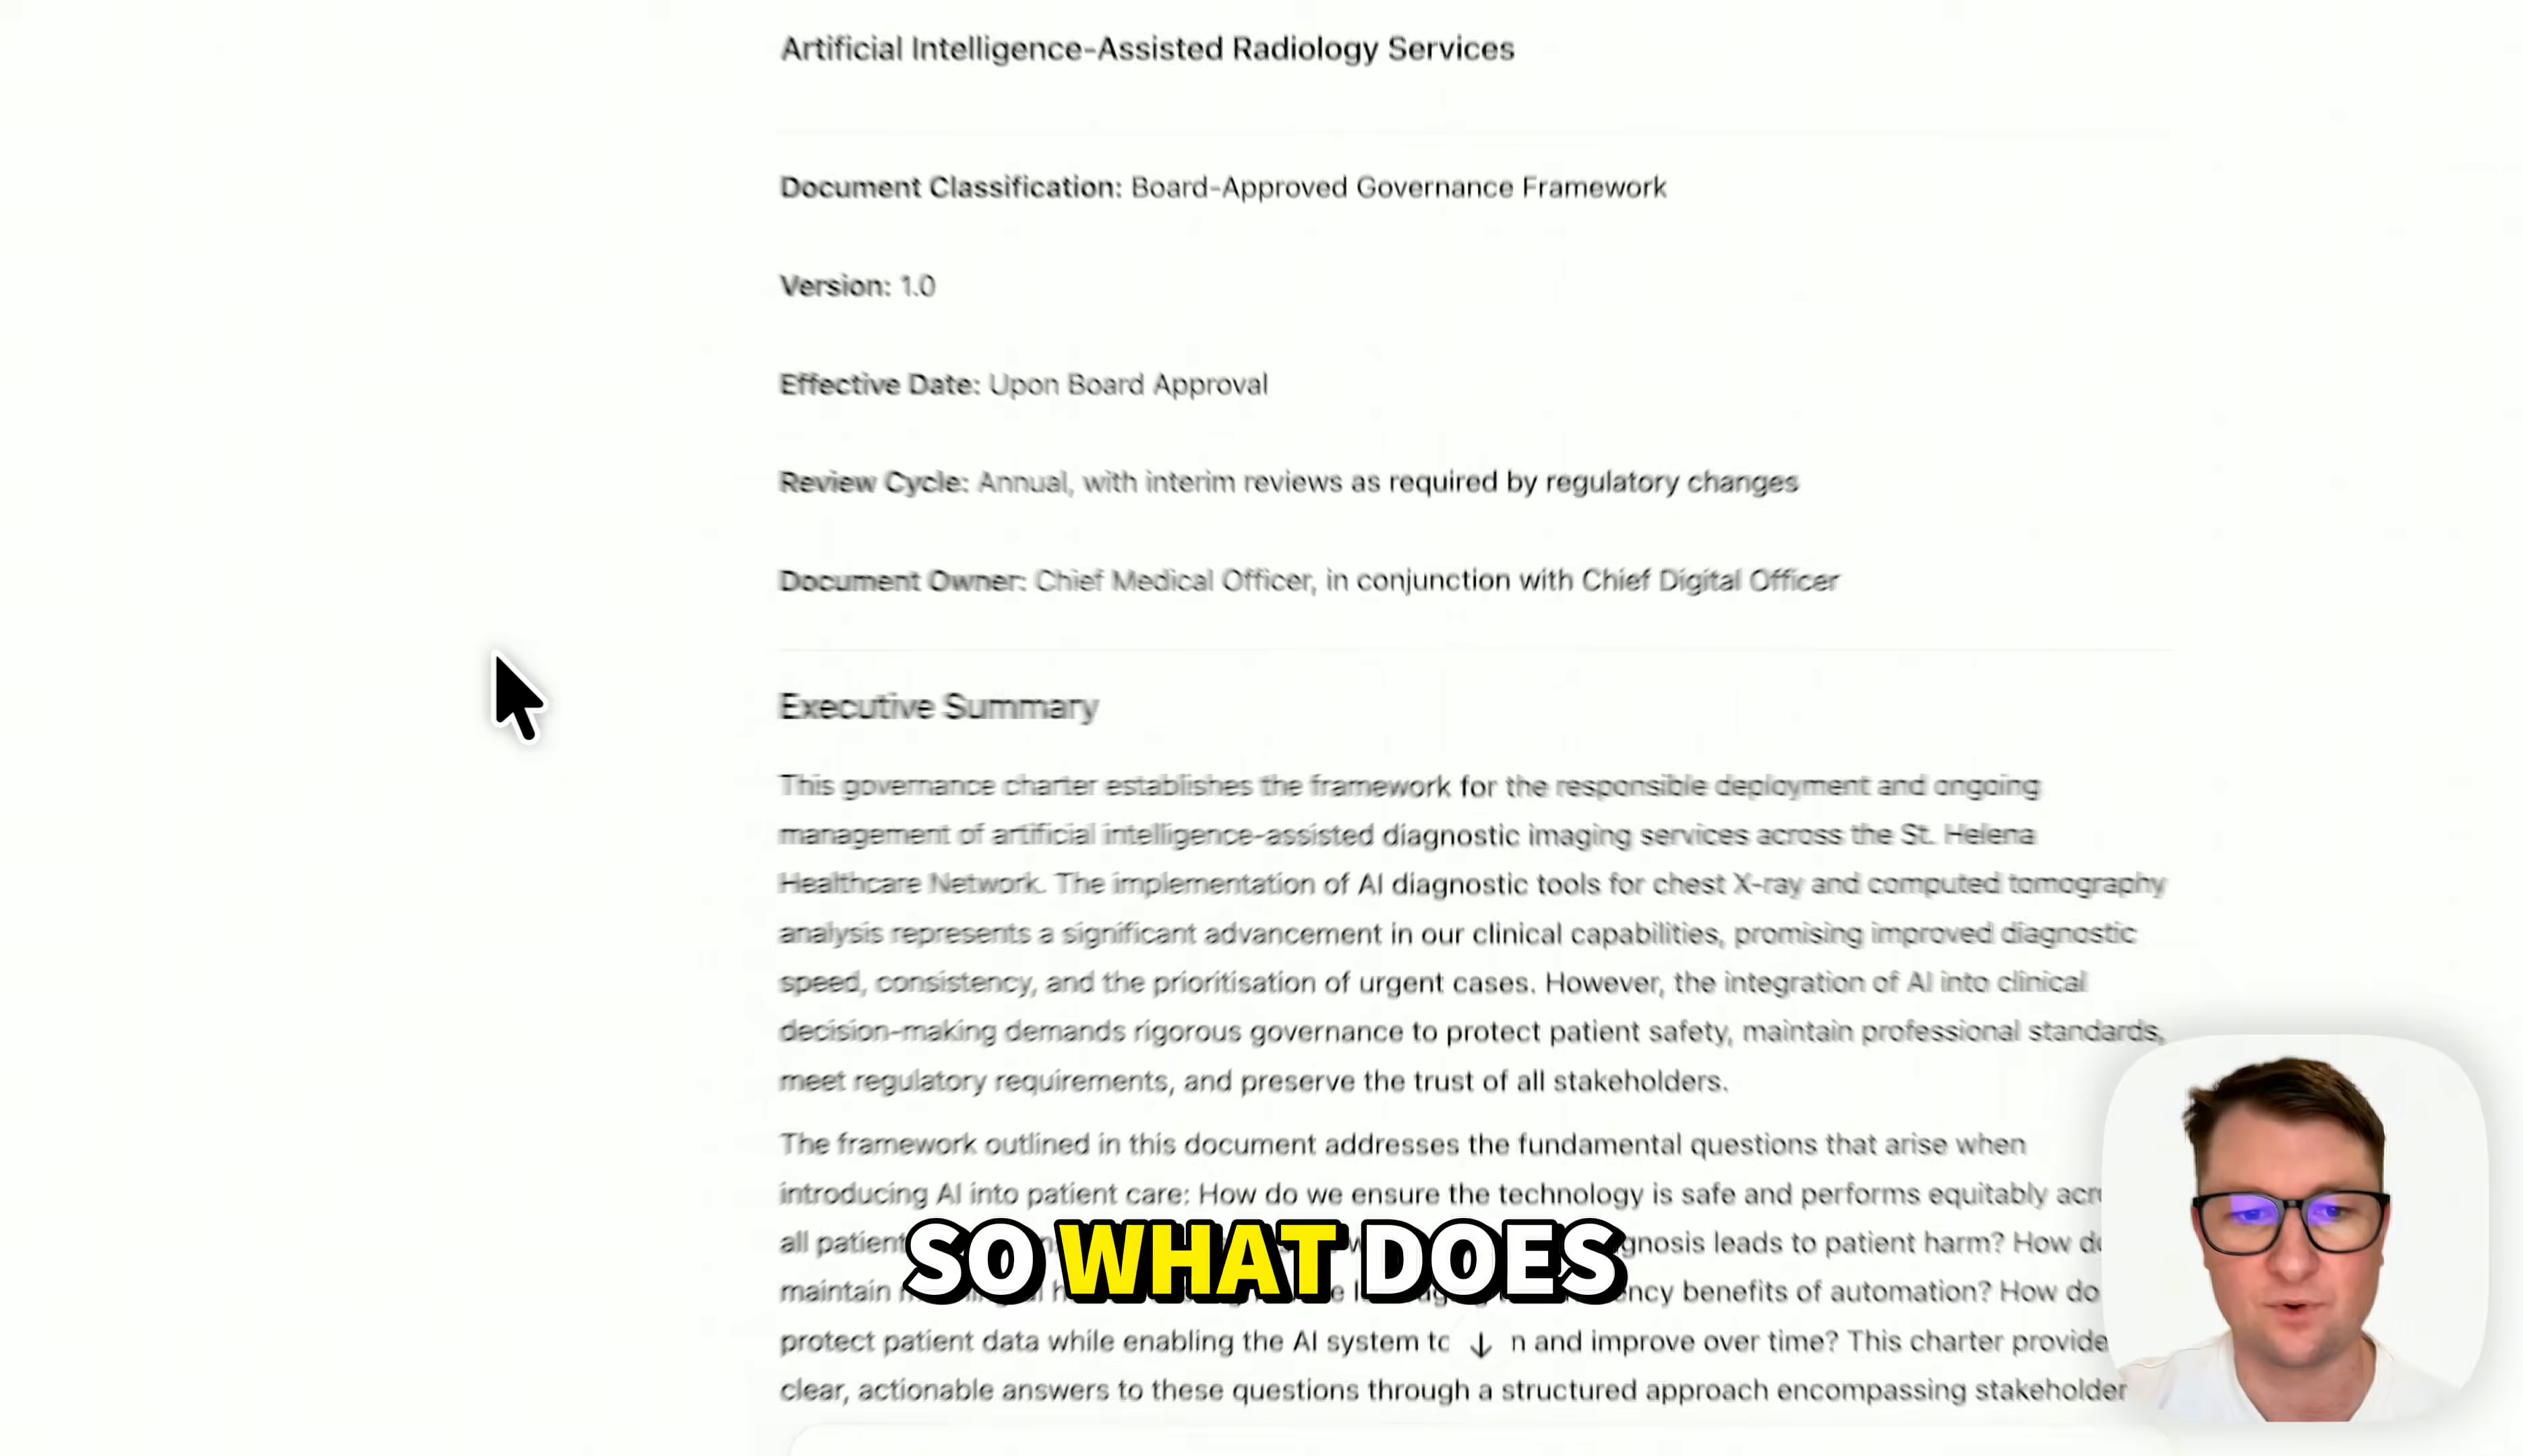 Artificial Intelligence-Assisted Radiology Services
Document Classification: Board-Approved Governance Framework
Version: 1.0
Effective Date: Upon Board Approval
Review Cycle: Annual, with interim reviews as required by regulatory changes
Document Owner: Chief Medical Officer, in conjunction with Chief Digital Officer
Executive Summary
This governance charter establishes the framework for the responsible deployment and ongoing
management of artificial intelligence-assisted diagnostic imaging services across the St. Helena
Healthcare Network. The implementation of AI diagnostic tools for chest X-ray and computed tomography
analysis represents a significant advancement in our clinical capabilities, promising improved diagnostic
speed, consistency, and the prioritisation of urgent cases. However, the integration of AI into clinical
decision-making demands rigorous governance to protect patient safety, maintain professional standards,
meet regulatory requirements, and preserve the trust of all stakeholders.
The framework outlined in this document addresses the fundamental questions that arise when
introducing AI into patient care: How do we ensure the technology is safe and performs equitably
all patient leads to patient harm? How
maintain benefits of automation? How do
protect patient data while enabling the AI system and improve over time? This charter
clear, actionable answers to these questions through a structured approach encompassing stakeholder
SO WHAT DOES